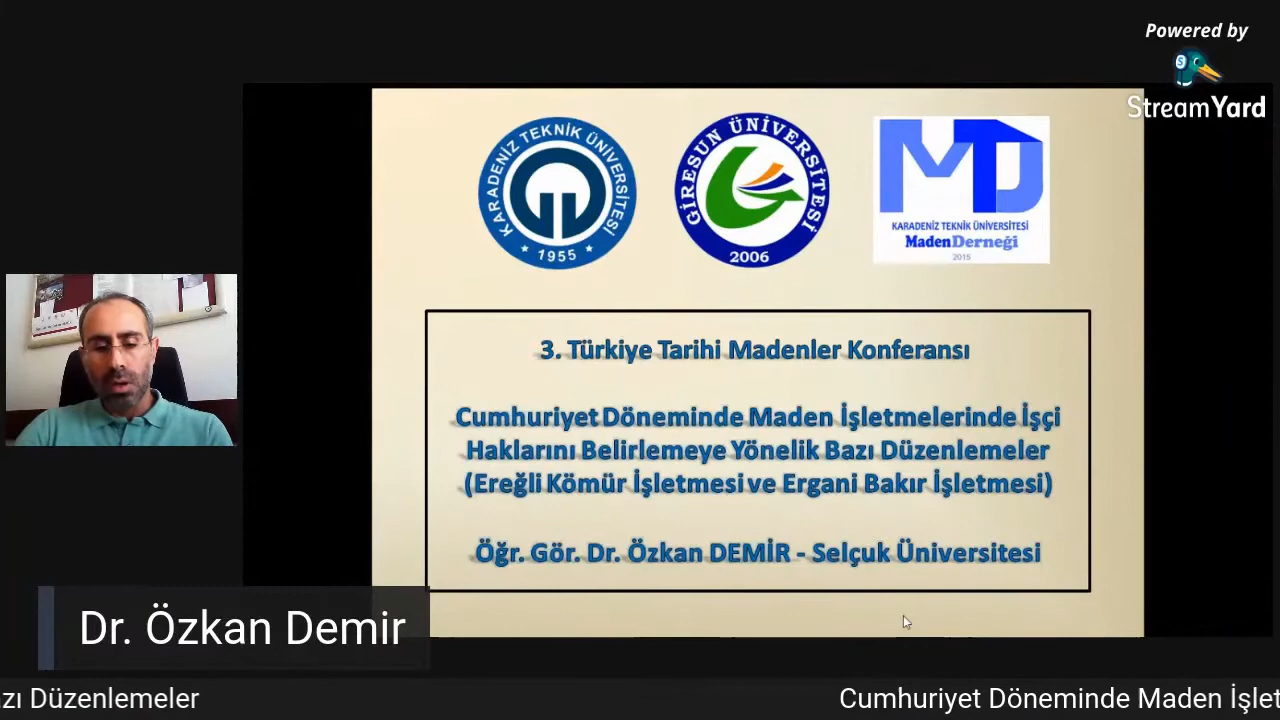 Powered by
StreamYard
KARADENİZ TEKNİK ÜNİVERSİTESİ
1955
GİRESUN ÜNİVERSİTESİ
2006
MTD
KARADENİZ TEKNİK ÜNİVERSİTESİ
MadenDerneği
2015
3. Türkiye Tarihi Madenler Konferansı
Cumhuriyet Döneminde Maden İşletmelerinde İşçi
Haklarını Belirlemeye Yönelik Bazı Düzenlemeler
(Ereğli Kömür İşletmesi ve Ergani Bakır İşletmesi)
Öğr. Gör. Dr. Özkan DEMİR - Selçuk Üniversitesi
Dr. Özkan Demir
zı Düzenlemeler
Cumhuriyet Döneminde Maden İşlet